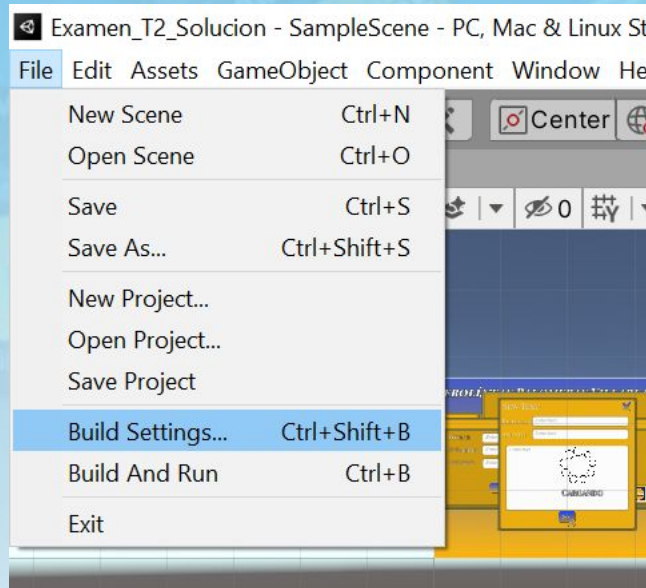 Examen_T2_Solucion - SampleScene - PC, Mac & Linux St
File Edit Assets GameObject Component Window He
New Scene Ctrl+N
Open Scene Ctrl+O
Save Ctrl+S
Save As... Ctrl+Shift+S
New Project...
Open Project...
Save Project
Build Settings... Ctrl+Shift+B
Build And Run Ctrl+B
Exit
Center
0
CARGANDO